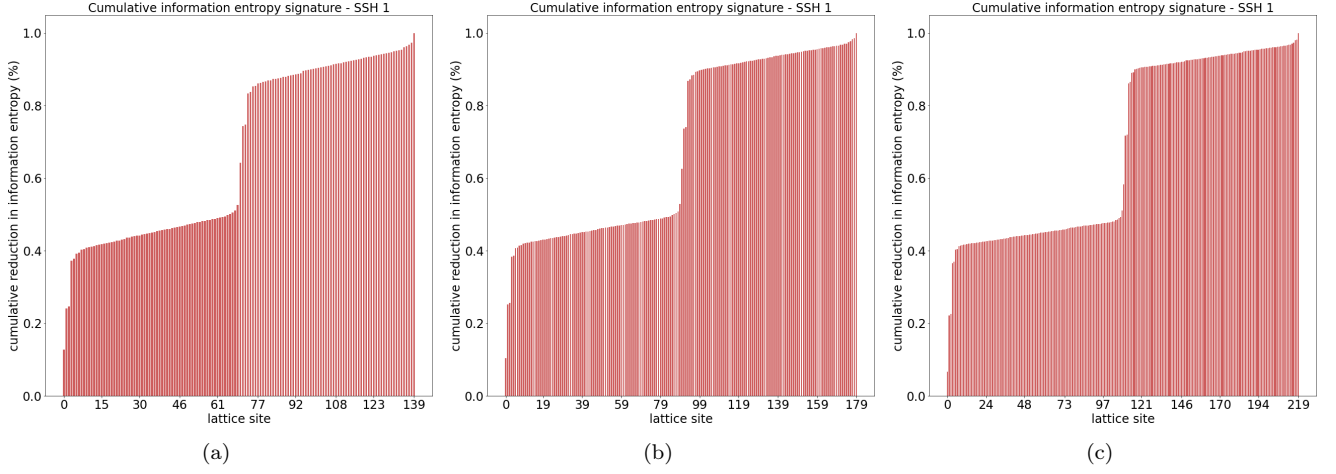 Cumulative information entropy signature - SSH 1
cumulative reduction in information entropy (%)
1.0
0.8
0.6
0.4
0.2
0.0
0 15 30 46 61 77 92 108 123 139
lattice site
(a)
Cumulative information entropy signature - SSH 1
cumulative reduction in information entropy (%)
1.0
0.8
0.6
0.4
0.2
0.0
0 19 39 59 79 99 119 139 159 179
lattice site
(b)
Cumulative information entropy signature - SSH 1
cumulative reduction in information entropy (%)
1.0
0.8
0.6
0.4
0.2
0.0
0 24 48 73 97 121 146 170 194 219
lattice site
(c)